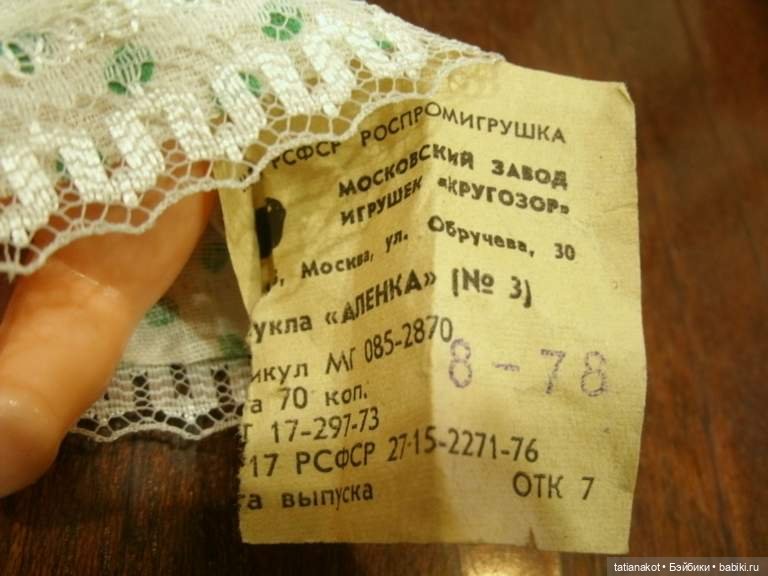 РСФСР РОСПРОМИГРУШКА
МОСКОВСКИЙ ЗАВОД
ИГРУШЕК «КРУГОЗОР»
Москва, ул. Обручева, 30
укла «АЛЕНКА» (№ 3)
икул МГ 085-2870
8-78
а 70 коп.
Г 17-297-73
17 РСФСР 27-15-2271-76
та выпуска ОТК 7
tatianakot • Бэйбики • babiki.ru